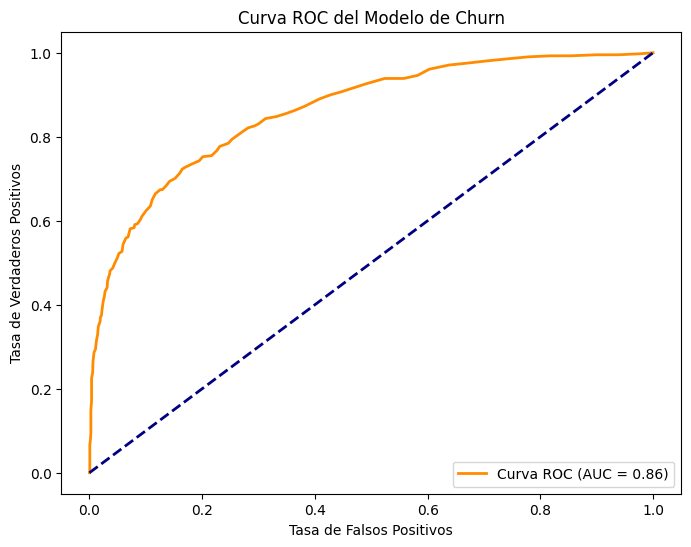 Curva ROC del Modelo de Churn
Tasa de Verdaderos Positivos
1.0
0.8
0.6
0.4
0.2
0.0
0.0 0.2 0.4 0.6 0.8 1.0
Tasa de Falsos Positivos
Curva ROC (AUC = 0.86)